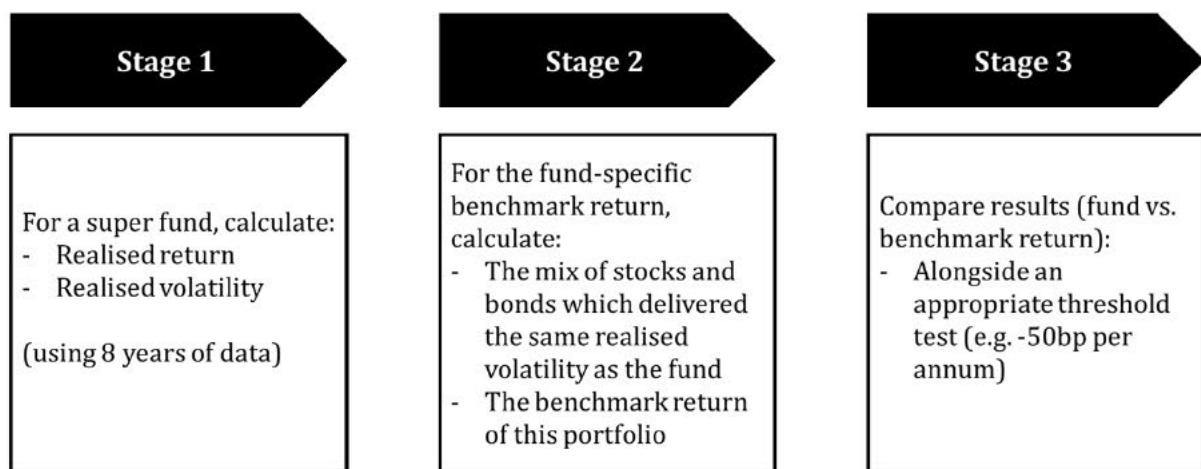 Stage 1
Stage 2
Stage 3
For a super fund, calculate:
- Realised return
- Realised volatility
(using 8 years of data)
For the fund-specific
benchmark return,
calculate:
- The mix of stocks and
bonds which delivered
the same realised
volatility as the fund
- The benchmark return
of this portfolio
Compare results (fund vs.
benchmark return):
- Alongside an
appropriate threshold
test (e.g. -50bp per
annum)